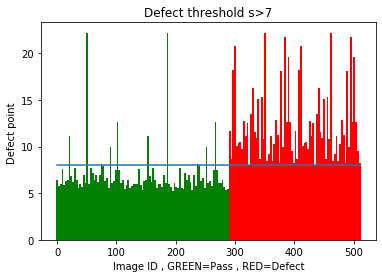 Defect threshold s>7
Defect point
20
15
10
5
0
0 100 200 300 400 500
Image ID , GREEN=Pass , RED=Defect